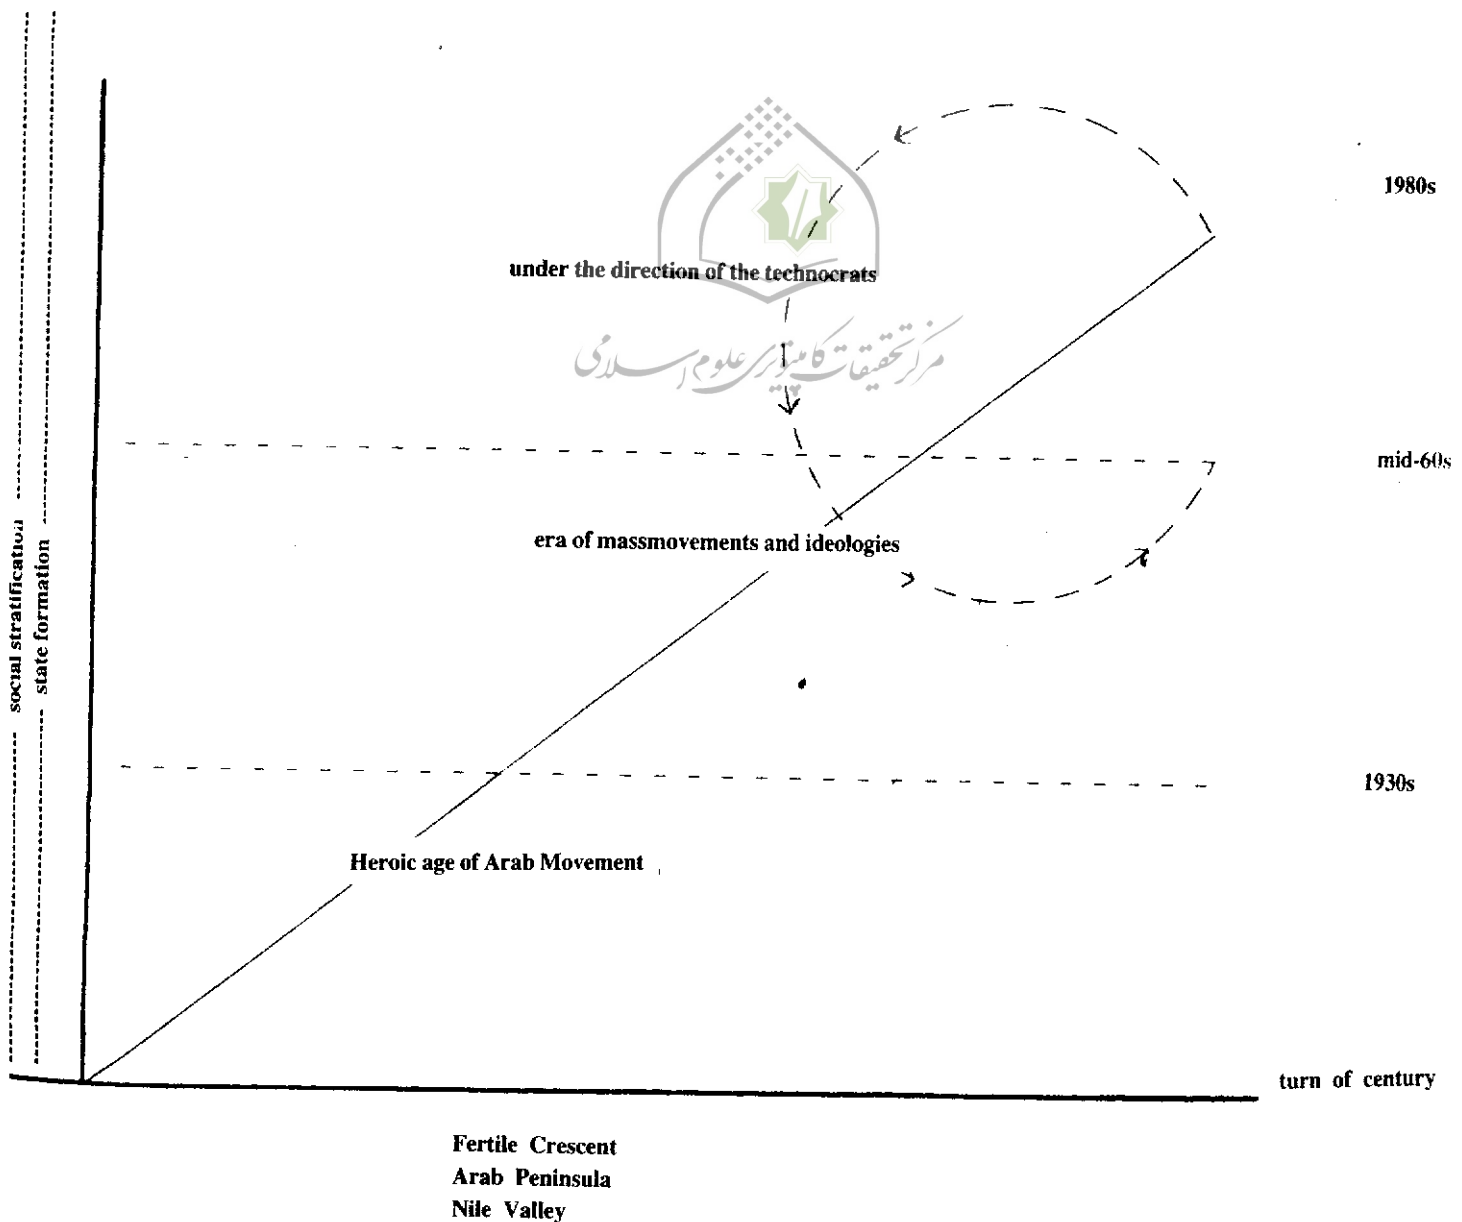 1980s
under the direction of the technocrats
مرکز تحقیقات کامپیوتری علوم اسلامی
mid-60s
era of massmovements and ideologies
social stratification
state formation
1930s
Heroic age of Arab Movement
turn of century
Fertile Crescent
Arab Peninsula
Nile Valley